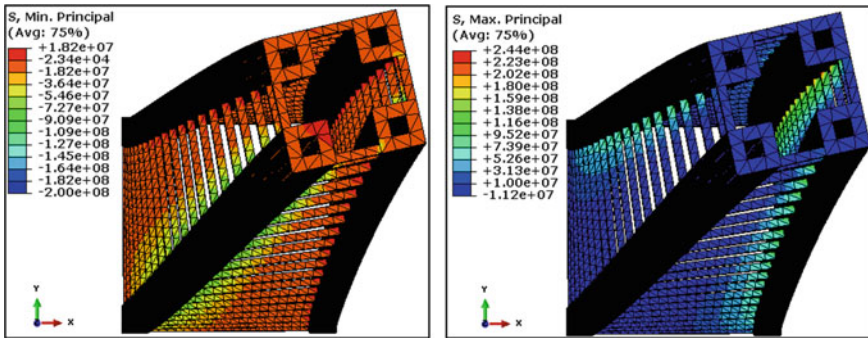 S, Min. Principal
(Avg: 75%)
+1.82e+07
-2.34e+04
-1.82e+07
-3.64e+07
-5.46e+07
-7.27e+07
-9.09e+07
-1.09e+08
-1.27e+08
-1.45e+08
-1.64e+08
-1.82e+08
-2.00e+08
Y
X
S, Max. Principal
(Avg: 75%)
+2.44e+08
+2.23e+08
+2.02e+08
+1.80e+08
+1.59e+08
+1.38e+08
+1.16e+08
+9.52e+07
+7.39e+07
+5.26e+07
+3.13e+07
+1.00e+07
-1.12e+07
Y
X